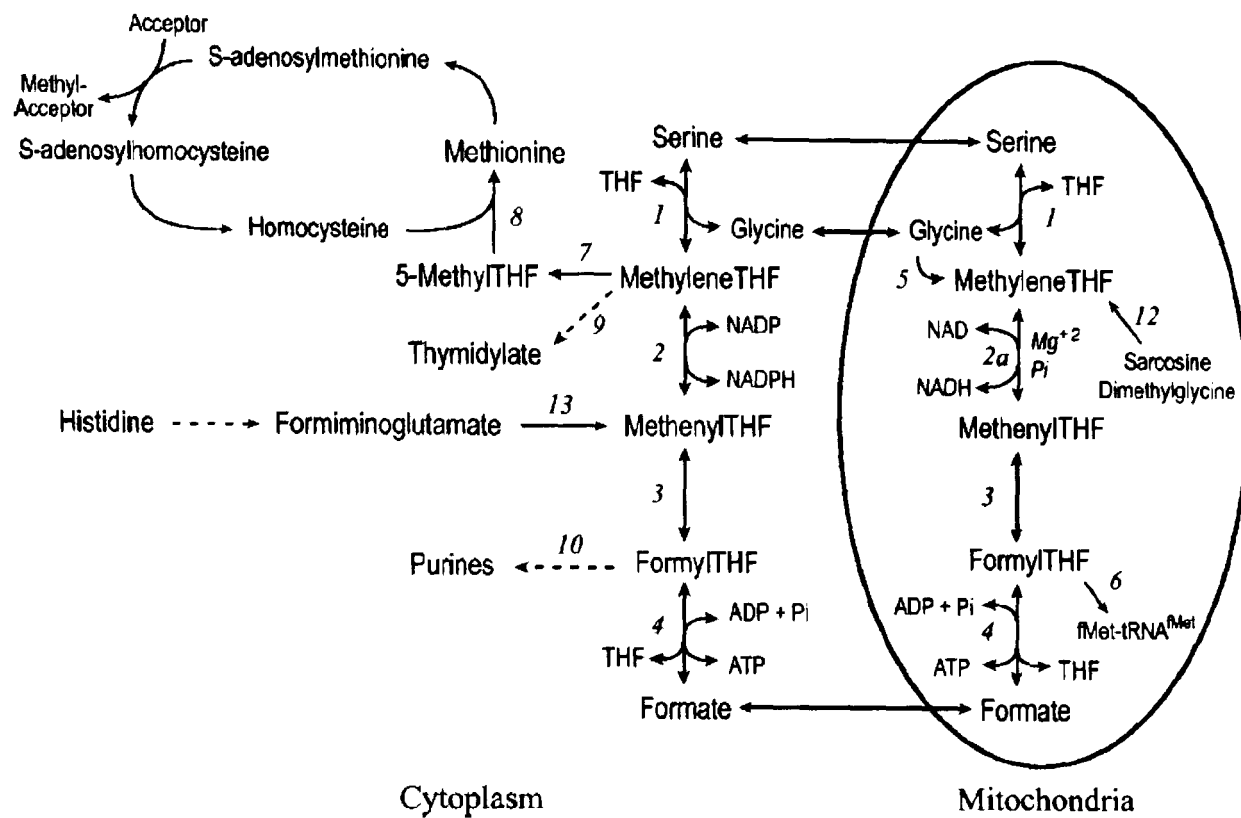 Acceptor
S-adenosylmethionine
Methyl-
Acceptor
S-adenosylhomocysteine
Methionine
Homocysteine
8
5-MethylTHF
7
MethyleneTHF
Serine
THF
1
Glycine
9
Thymidylate
2
NADP
NADPH
Histidine
Formiminoglutamate
13
MethenylTHF
3
Purines
10
FormylTHF
4
ADP + Pi
THF
ATP
Formate
Serine
THF
1
Glycine
5
MethyleneTHF
12
Sarcosine
Dimethylglycine
NAD
2a
Mg+2
Pi
NADH
MethenylTHF
3
FormylTHF
6
fMet-tRNAfMet
ADP + Pi
4
ATP
THF
Formate
Cytoplasm
Mitochondria